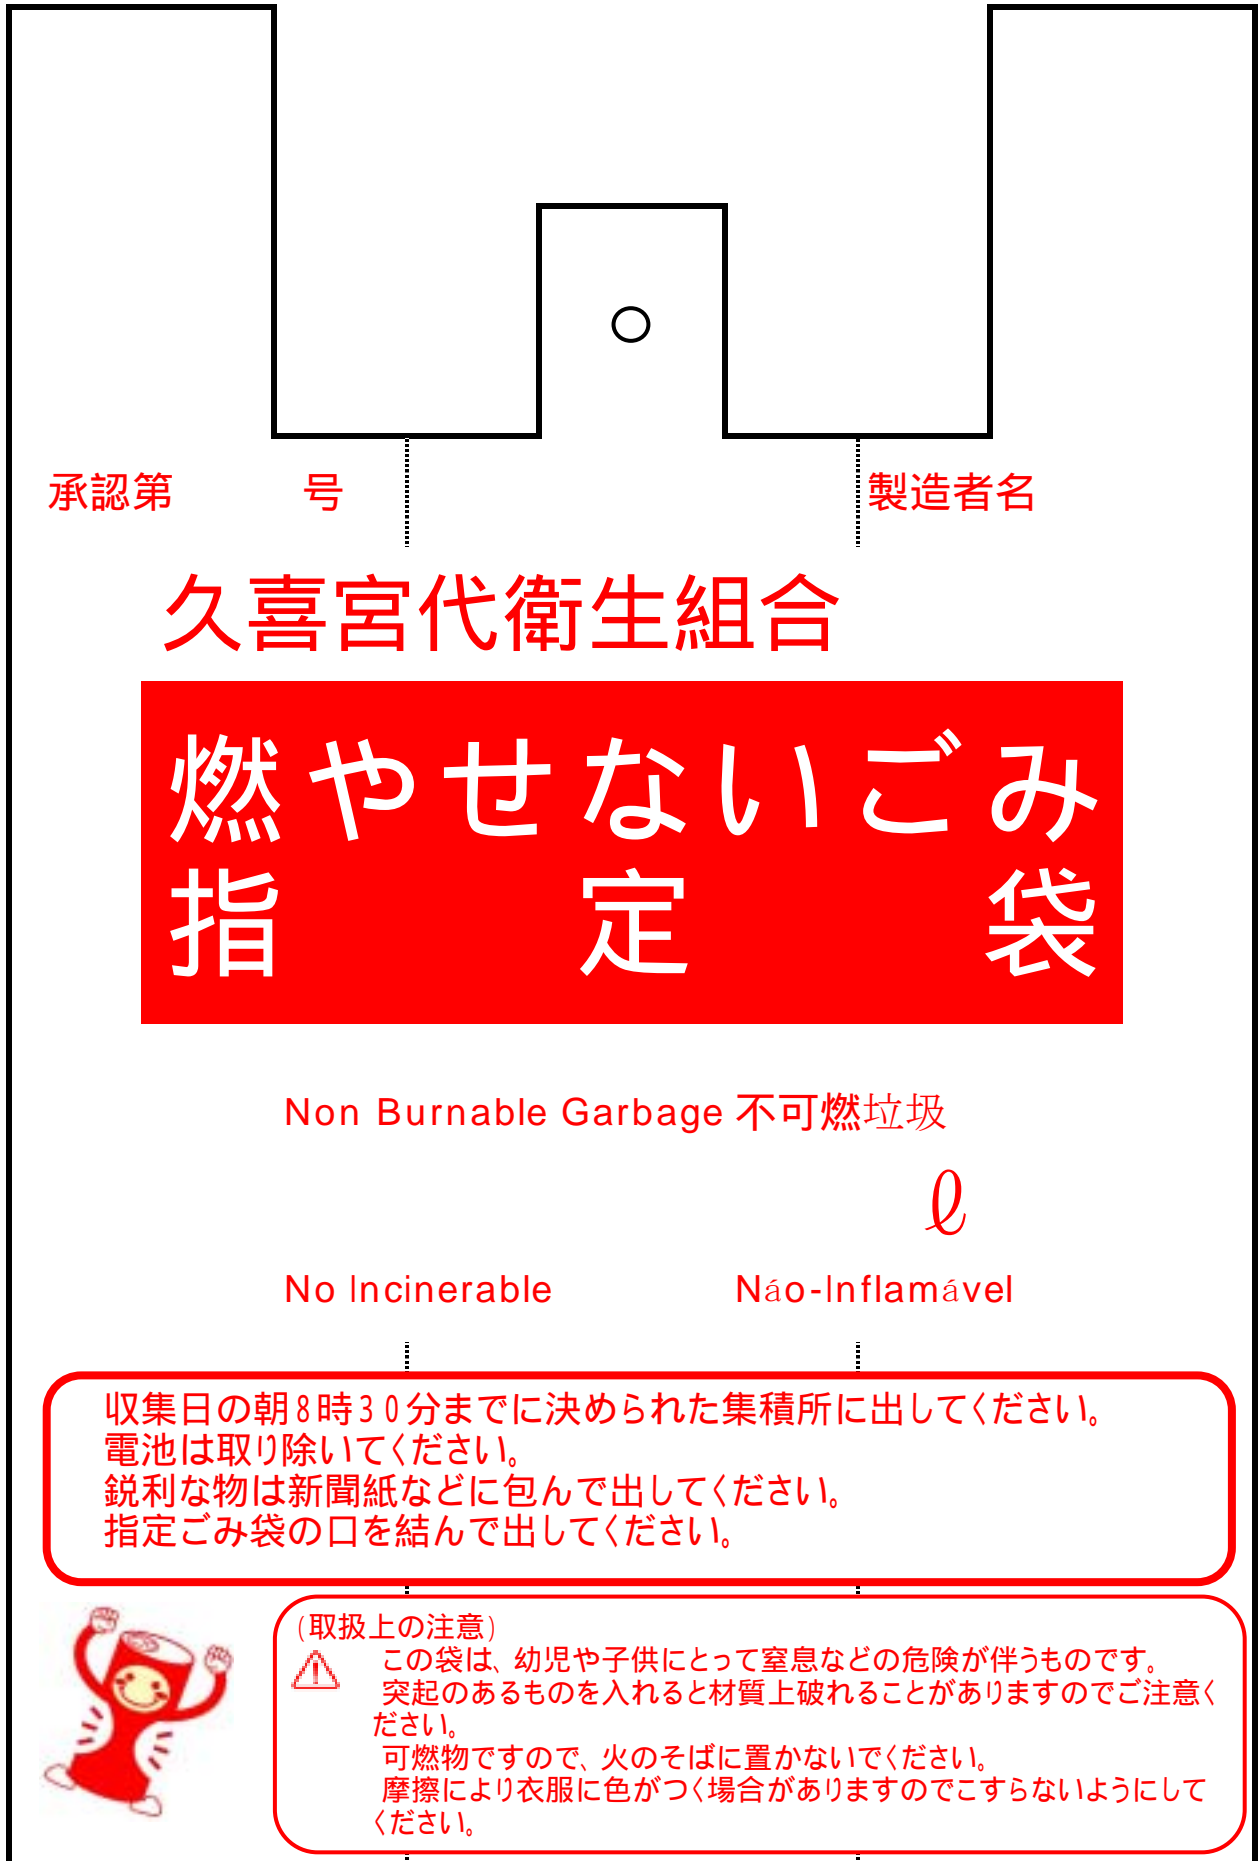 承認第　　　号　　　製造者名
久喜宮代衛生組合
燃やせないごみ
指定袋
Non Burnable Garbage 不可燃垃圾
ℓ
No Incinerable　　Náo-Inflamável
収集日の朝8時30分までに決められた集積所に出してください。
電池は取り除いてください。
鋭利な物は新聞紙などに包んで出してください。
指定ごみ袋の口を結んで出してください。
(取扱上の注意)
この袋は、幼児や子供にとって窒息などの危険が伴うものです。
突起のあるものを入れると材質上破れることがありますのでご注意く
ださい。
可燃物ですので、火のそばに置かないでください。
摩擦により衣服に色がつく場合がありますのでこすらないようにして
ください。